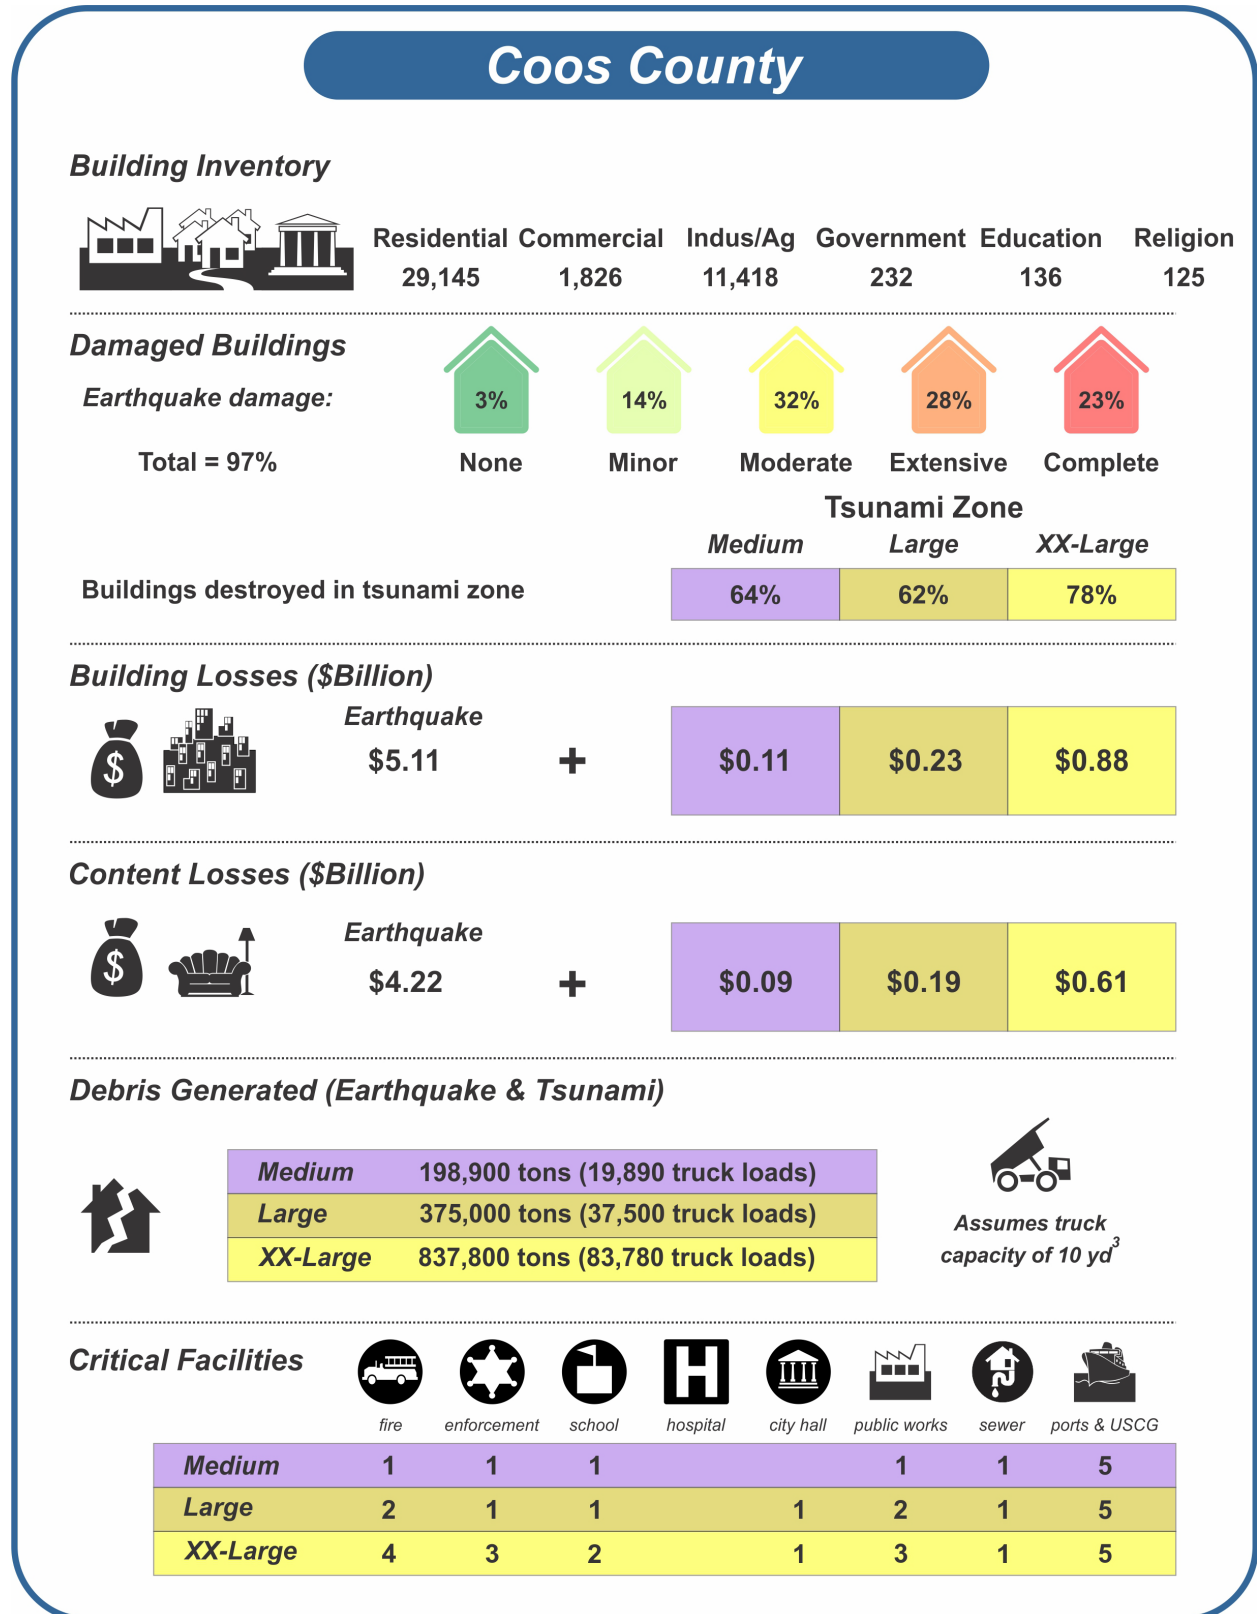 Coos County
Building Inventory
Residential Commercial Indus/Ag Government Education Religion
29,145 1,826 11,418 232 136 125
Damaged Buildings
Earthquake damage: 3% 14% 32% 28% 23%
Total = 97% None Minor Moderate Extensive Complete
Tsunami Zone
Medium Large XX-Large
Buildings destroyed in tsunami zone 64% 62% 78%
Building Losses ($Billion)
Earthquake
$ $5.11 + $0.11 $0.23 $0.88
Content Losses ($Billion)
Earthquake
$ $4.22 + $0.09 $0.19 $0.61
Debris Generated (Earthquake & Tsunami)
Medium 198,900 tons (19,890 truck loads)
Large 375,000 tons (37,500 truck loads)
XX-Large 837,800 tons (83,780 truck loads)
Assumes truck
capacity of 10 yd³
Critical Facilities H
fire enforcement school hospital city hall public works sewer ports & USCG
Medium 1 1 1 1 1 5
Large 2 1 1 1 2 1 5
XX-Large 4 3 2 1 3 1 5